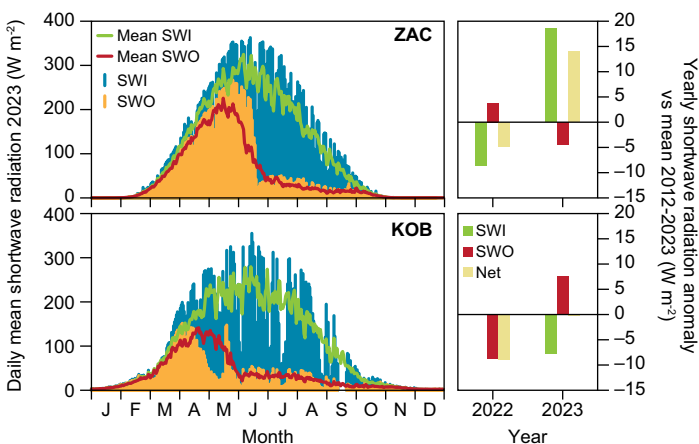 Daily mean shortwave radiation 2023 (W m⁻²)
400
300
200
100
0
Mean SWI
Mean SWO
SWI
SWO
ZAC
20
15
10
5
0
−5
−10
−15
400
300
200
100
0
KOB
J F M A M J J A S O N D
Month
SWI
SWO
Net
20
15
10
5
0
−5
−10
−15
2022 2023
Year
Yearly shortwave radiation anomaly
vs mean 2012-2023 (W m⁻²)